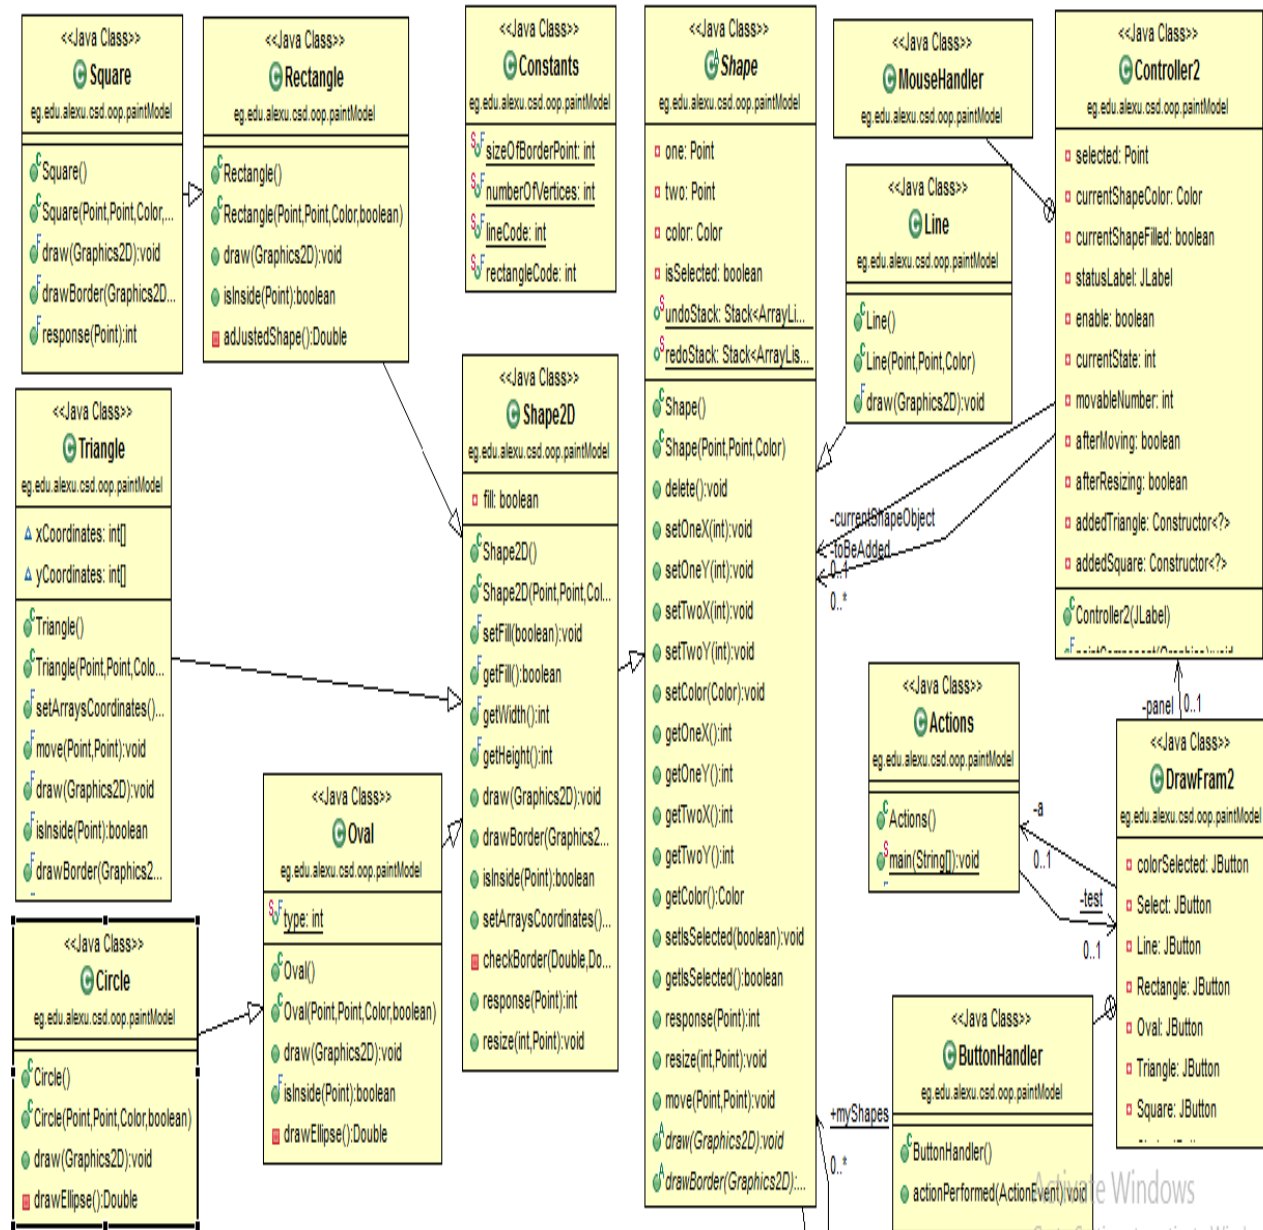 <<Java Class>>
Square
eg.edu.alexu.csd.oop.paintModel
Square()
Square(Point,Point,Color,...
draw(Graphics2D):void
drawBorder(Graphics2D...
response(Point):int
<<Java Class>>
Rectangle
eg.edu.alexu.csd.oop.paintModel
Rectangle()
Rectangle(Point,Point,Color,boolean)
draw(Graphics2D):void
isInside(Point):boolean
adJustedShape():Double
<<Java Class>>
Constants
eg.edu.alexu.csd.oop.paintModel
sizeOfBorderPoint: int
numberOfVertices: int
lineCode: int
rectangleCode: int
<<Java Class>>
Shape
eg.edu.alexu.csd.oop.paintModel
one: Point
two: Point
color: Color
isSelected: boolean
undoStack: Stack<ArrayLi...
redoStack: Stack<ArrayLis...
Shape()
Shape(Point,Point,Color)
delete():void
setOneX(int):void
setOneY(int):void
setTwoX(int):void
setTwoY(int):void
setColor(Color):void
getOneX():int
getOneY():int
getTwoX():int
getTwoY():int
getColor():Color
setIsSelected(boolean):void
getIsSelected():boolean
response(Point):int
resize(int,Point):void
move(Point,Point):void
draw(Graphics2D):void
drawBorder(Graphics2D):...
<<Java Class>>
MouseHandler
eg.edu.alexu.csd.oop.paintModel
<<Java Class>>
Line
eg.edu.alexu.csd.oop.paintModel
Line()
Line(Point,Point,Color)
draw(Graphics2D):void
<<Java Class>>
Controller2
eg.edu.alexu.csd.oop.paintModel
selected: Point
currentShapeColor: Color
currentShapeFilled: boolean
statusLabel: JLabel
enable: boolean
currentState: int
movableNumber: int
afterMoving: boolean
afterResizing: boolean
addedTriangle: Constructor<?>
addedSquare: Constructor<?>
Controller2(JLabel)
-currentShapeObject
-toBeAdded
0..1
0..*
<<Java Class>>
Triangle
eg.edu.alexu.csd.oop.paintModel
xCoordinates: int[]
yCoordinates: int[]
Triangle()
Triangle(Point,Point,Colo...
setArraysCoordinates()...
move(Point,Point):void
draw(Graphics2D):void
isInside(Point):boolean
drawBorder(Graphics2...
<<Java Class>>
Shape2D
eg.edu.alexu.csd.oop.paintModel
fill: boolean
Shape2D()
Shape2D(Point,Point,Col...
setFill(boolean):void
getFill():boolean
getWidth():int
getHeight():int
draw(Graphics2D):void
drawBorder(Graphics2...
isInside(Point):boolean
setArraysCoordinates()...
checkBorder(Double,Do...
response(Point):int
resize(int,Point):void
<<Java Class>>
Oval
eg.edu.alexu.csd.oop.paintModel
type: int
Oval()
Oval(Point,Point,Color,boolean)
draw(Graphics2D):void
isInside(Point):boolean
drawEllipse():Double
<<Java Class>>
Circle
eg.edu.alexu.csd.oop.paintModel
Circle()
Circle(Point,Point,Color,boolean)
draw(Graphics2D):void
drawEllipse():Double
<<Java Class>>
Actions
eg.edu.alexu.csd.oop.paintModel
Actions()
main(String[]):void
-panel
0..1
-a
0..1
-test
0..1
<<Java Class>>
DrawFram2
eg.edu.alexu.csd.oop.paintModel
colorSelected: JButton
Select: JButton
Line: JButton
Rectangle: JButton
Oval: JButton
Triangle: JButton
Square: JButton
<<Java Class>>
ButtonHandler
eg.edu.alexu.csd.oop.paintModel
ButtonHandler()
actionPerformed(ActionEvent):void
+myShapes
0..*
Activate Windows